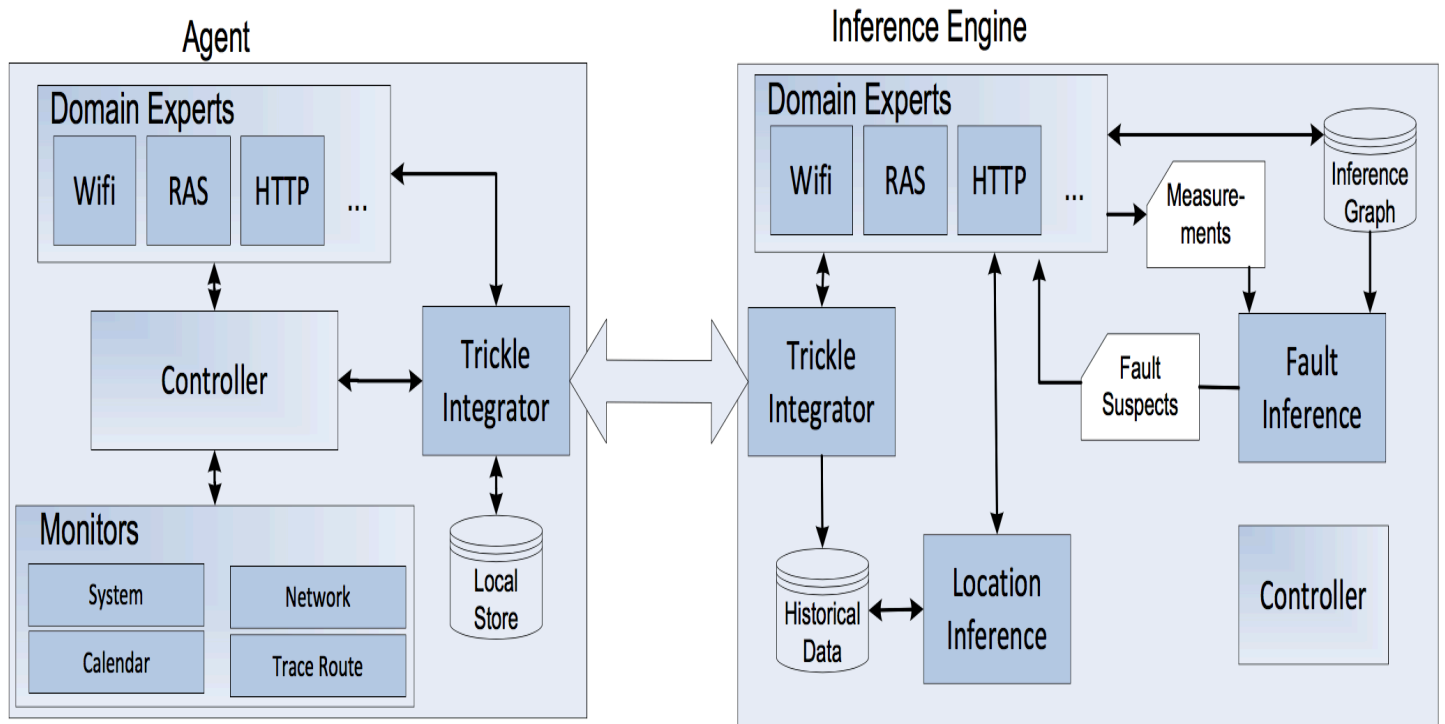 Agent
Domain Experts
Wifi
RAS
HTTP
...
Controller
Trickle
Integrator
Monitors
System
Network
Calendar
Trace Route
Local
Store
Inference Engine
Domain Experts
Wifi
RAS
HTTP
...
Measure-
ments
Inference
Graph
Trickle
Integrator
Fault
Suspects
Fault
Inference
Historical
Data
Location
Inference
Controller